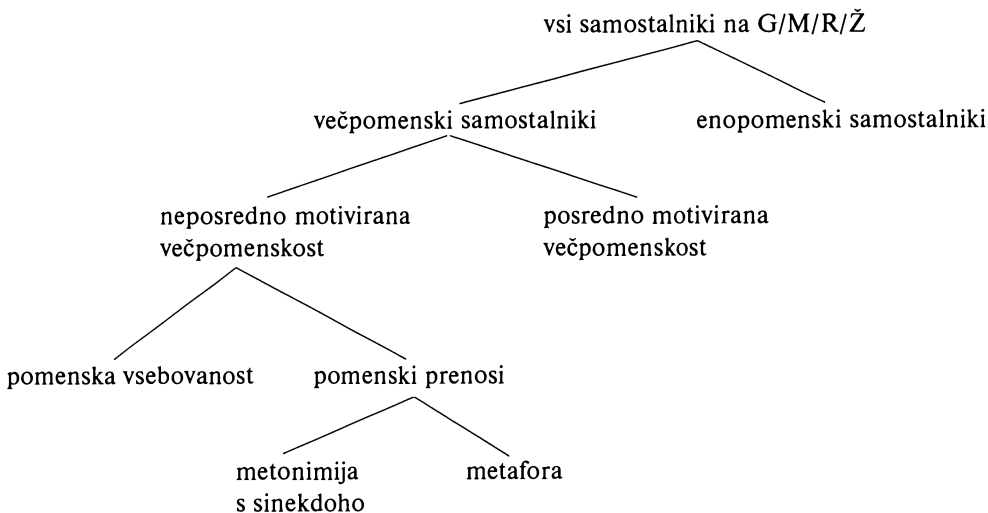 vsi samostalniki na G/M/R/Ž
večpomenski samostalniki
enopomenski samostalniki
neposredno motivirana
večpomenskost
posredno motivirana
večpomenskost
pomenska vsebovanost
pomenski prenosi
metonimija
s sinekdoho
metafora